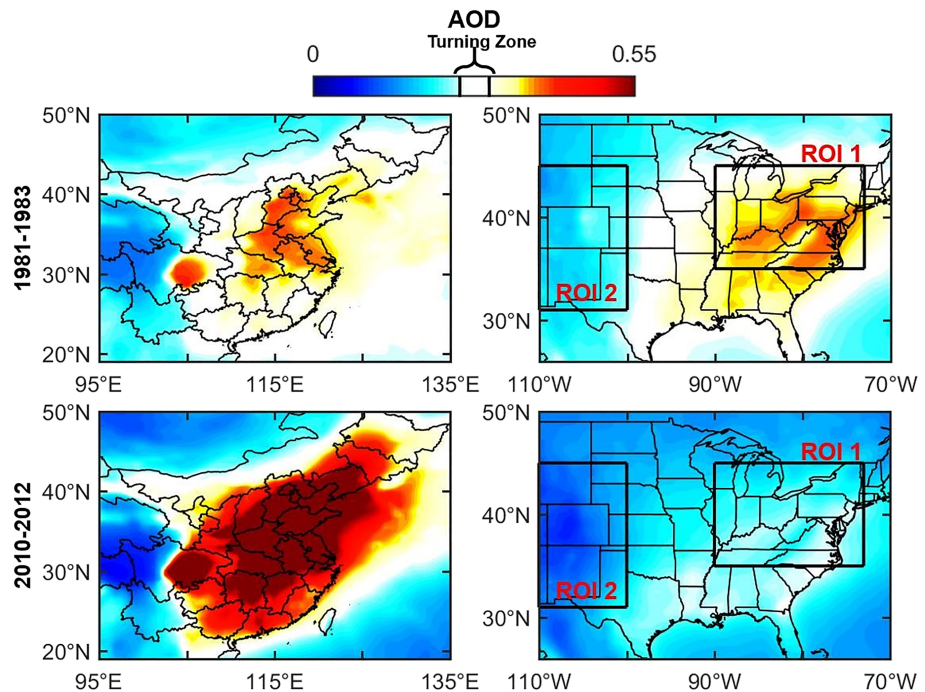 AOD
Turning Zone
0 0.55
50°N 50°N
ROI 1
40°N 40°N
1981-1983
30°N
ROI 2
30°N
20°N
95°E 115°E 135°E 110°W 90°W 70°W
50°N 50°N
ROI 1
40°N 40°N
2010-2012
30°N
ROI 2
30°N
20°N
95°E 115°E 135°E 110°W 90°W 70°W